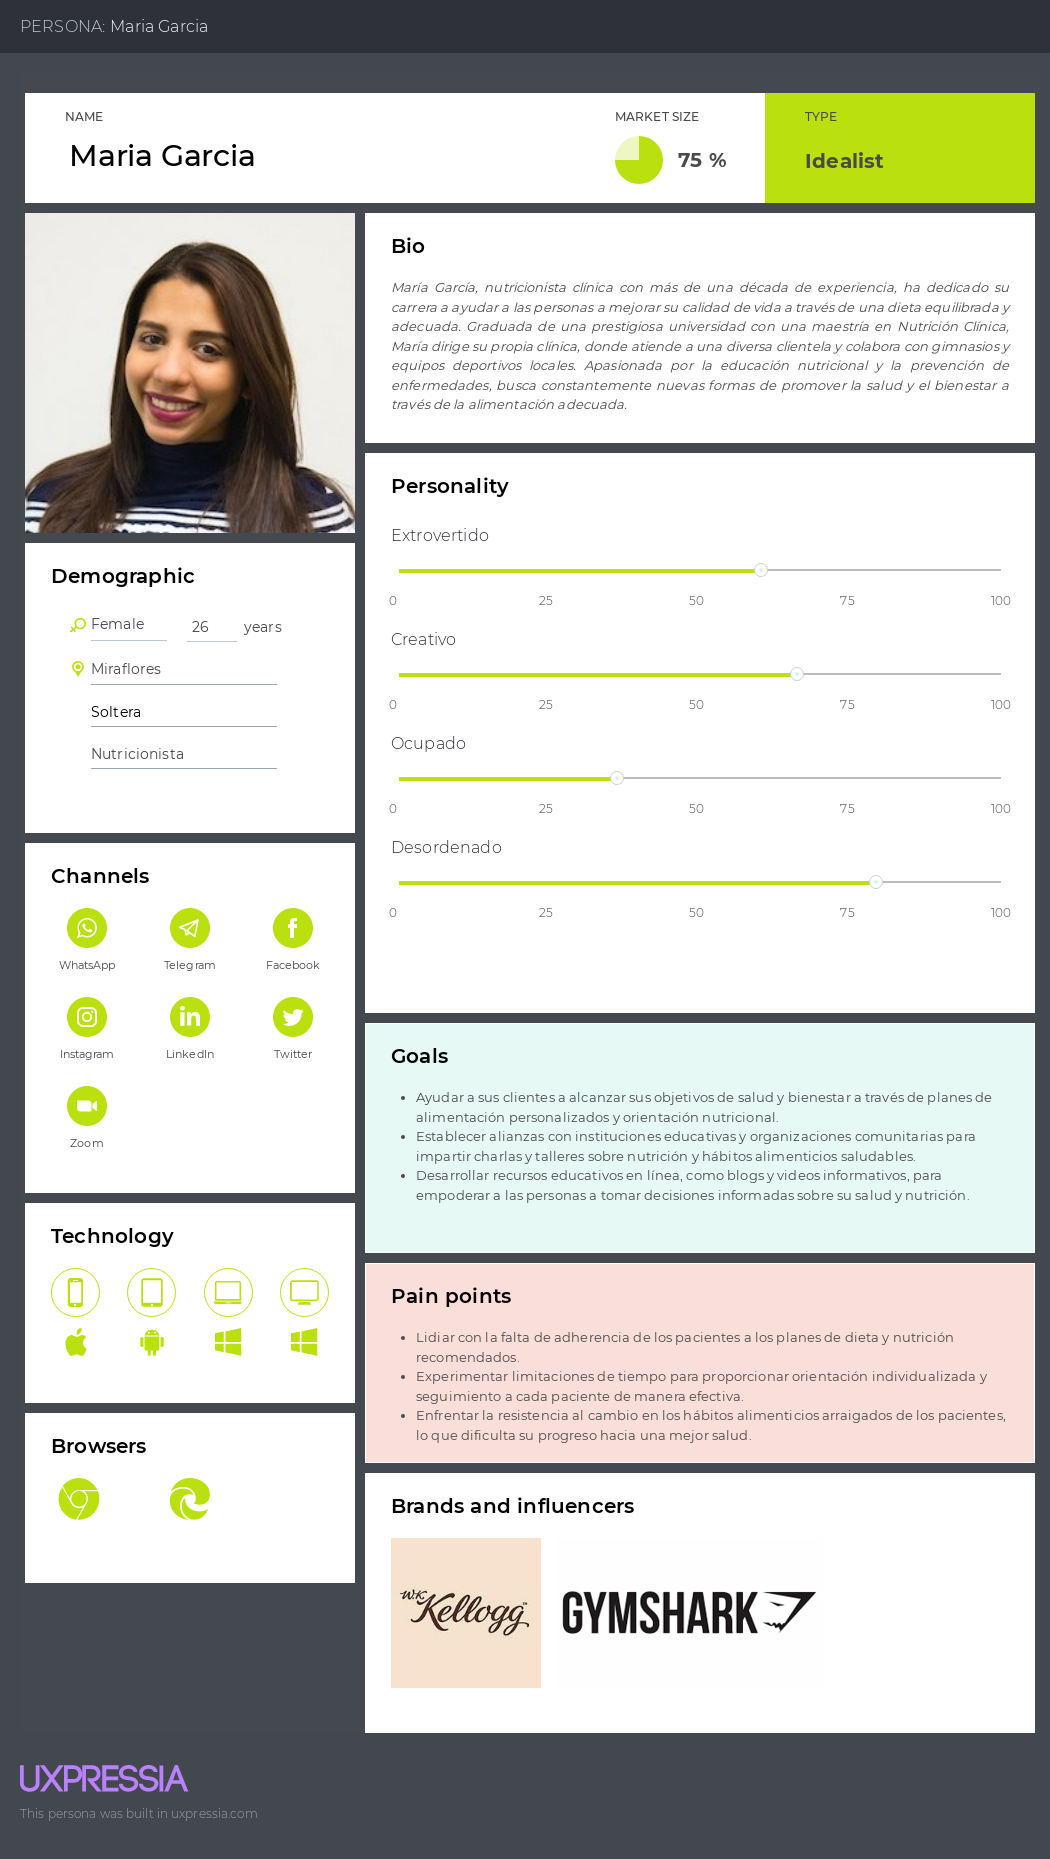 PERSONA: Maria Garcia
NAME
Maria Garcia
MARKET SIZE
75 %
TYPE
Idealist
Bio
María García, nutricionista clínica con más de una década de experiencia, ha dedicado su
carrera a ayudar a las personas a mejorar su calidad de vida a través de una dieta equilibrada y
adecuada. Graduada de una prestigiosa universidad con una maestría en Nutrición Clínica,
María dirige su propia clínica, donde atiende a una diversa clientela y colabora con gimnasios y
equipos deportivos locales. Apasionada por la educación nutricional y la prevención de
enfermedades, busca constantemente nuevas formas de promover la salud y el bienestar a
través de la alimentación adecuada.
Demographic
Female 26 years
Miraflores
Soltera
Nutricionista
Personality
Extrovertido
0 25 50 75 100
Creativo
0 25 50 75 100
Ocupado
0 25 50 75 100
Desordenado
0 25 50 75 100
Channels
WhatsApp Telegram Facebook
Instagram LinkedIn Twitter
Zoom
Goals
• Ayudar a sus clientes a alcanzar sus objetivos de salud y bienestar a través de planes de
alimentación personalizados y orientación nutricional.
• Establecer alianzas con instituciones educativas y organizaciones comunitarias para
impartir charlas y talleres sobre nutrición y hábitos alimenticios saludables.
• Desarrollar recursos educativos en línea, como blogs y videos informativos, para
empoderar a las personas a tomar decisiones informadas sobre su salud y nutrición.
Technology
Pain points
• Lidiar con la falta de adherencia de los pacientes a los planes de dieta y nutrición
recomendados.
• Experimentar limitaciones de tiempo para proporcionar orientación individualizada y
seguimiento a cada paciente de manera efectiva.
• Enfrentar la resistencia al cambio en los hábitos alimenticios arraigados de los pacientes,
lo que dificulta su progreso hacia una mejor salud.
Browsers
Brands and influencers
W.K. Kellogg™
GYMSHARK
UXPRESSIA
This persona was built in uxpressia.com